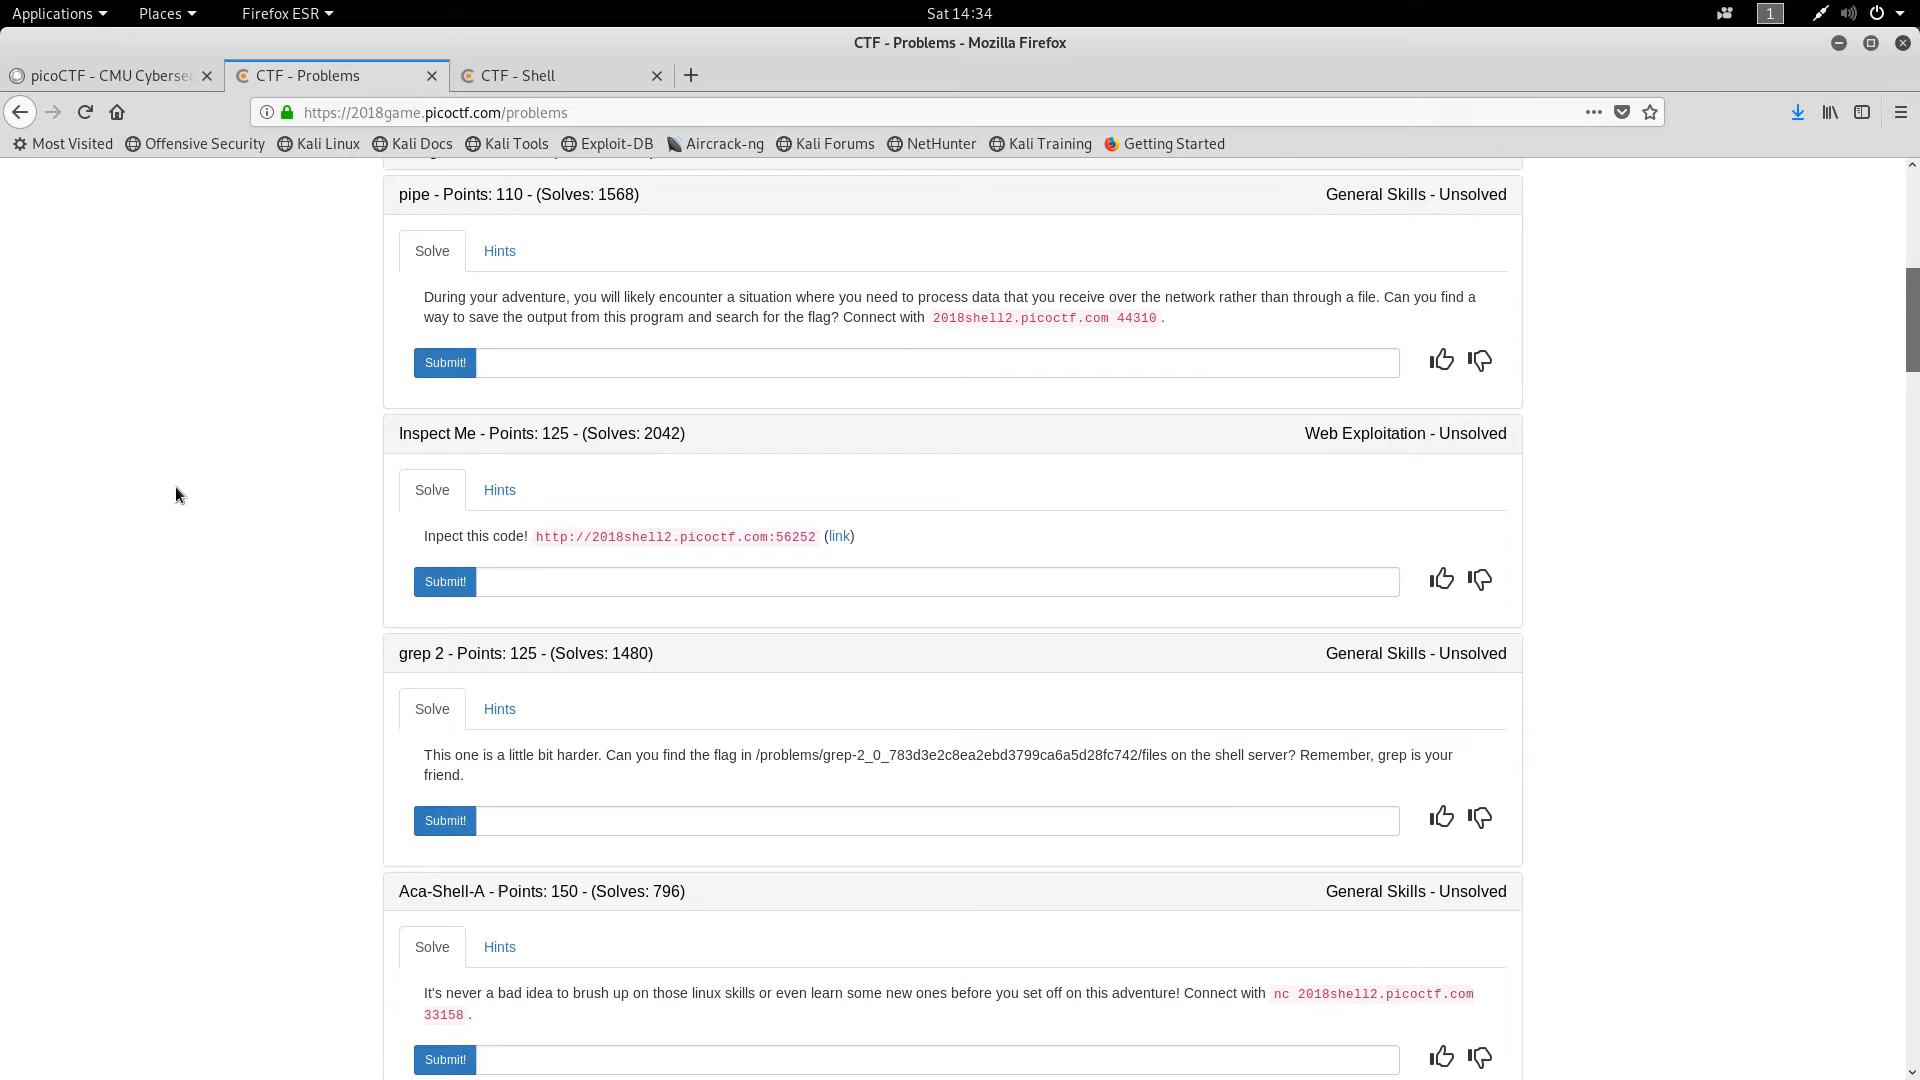 Applications Places Firefox ESR Sat 14:34 1
CTF - Problems - Mozilla Firefox
picoCTF - CMU Cyberse CTF - Problems CTF - Shell
https://2018game.picoctf.com/problems
Most Visited Offensive Security Kali Linux Kali Docs Kali Tools Exploit-DB Aircrack-ng Kali Forums NetHunter Kali Training Getting Started
pipe - Points: 110 - (Solves: 1568) General Skills - Unsolved
Solve Hints
During your adventure, you will likely encounter a situation where you need to process data that you receive over the network rather than through a file. Can you find a
way to save the output from this program and search for the flag? Connect with 2018shell2.picoctf.com 44310.
Submit!
Inspect Me - Points: 125 - (Solves: 2042) Web Exploitation - Unsolved
Solve Hints
Inpect this code! http://2018shell2.picoctf.com:56252 (link)
Submit!
grep 2 - Points: 125 - (Solves: 1480) General Skills - Unsolved
Solve Hints
This one is a little bit harder. Can you find the flag in /problems/grep-2_0_783d3e2c8ea2ebd3799ca6a5d28fc742/files on the shell server? Remember, grep is your
friend.
Submit!
Aca-Shell-A - Points: 150 - (Solves: 796) General Skills - Unsolved
Solve Hints
It's never a bad idea to brush up on those linux skills or even learn some new ones before you set off on this adventure! Connect with nc 2018shell2.picoctf.com
33158.
Submit!